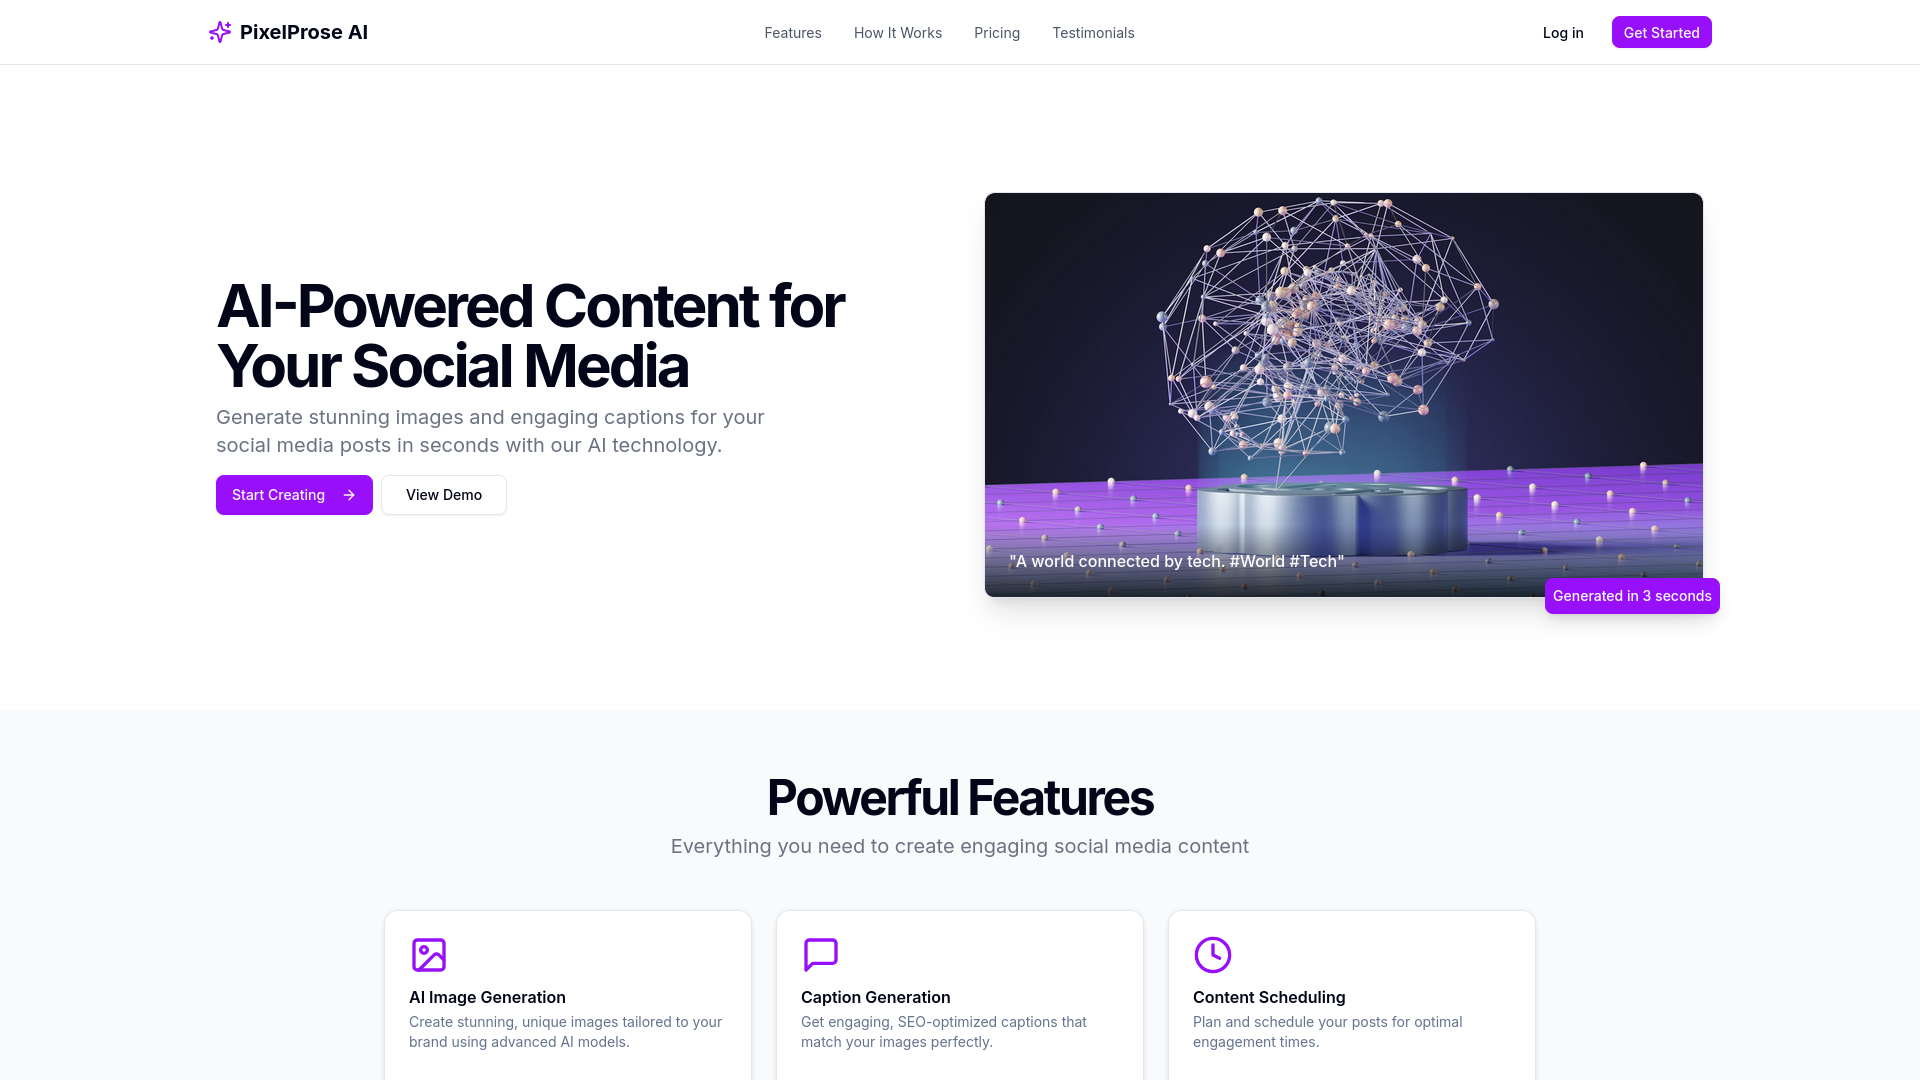 PixelProse AI
Features
How It Works
Pricing
Testimonials
Log in
Get Started
AI-Powered Content for
Your Social Media
Generate stunning images and engaging captions for your
social media posts in seconds with our AI technology.
Start Creating
View Demo
"A world connected by tech. #World #Tech"
Generated in 3 seconds
Powerful Features
Everything you need to create engaging social media content
AI Image Generation
Create stunning, unique images tailored to your
brand using advanced AI models.
Caption Generation
Get engaging, SEO-optimized captions that
match your images perfectly.
Content Scheduling
Plan and schedule your posts for optimal
engagement times.